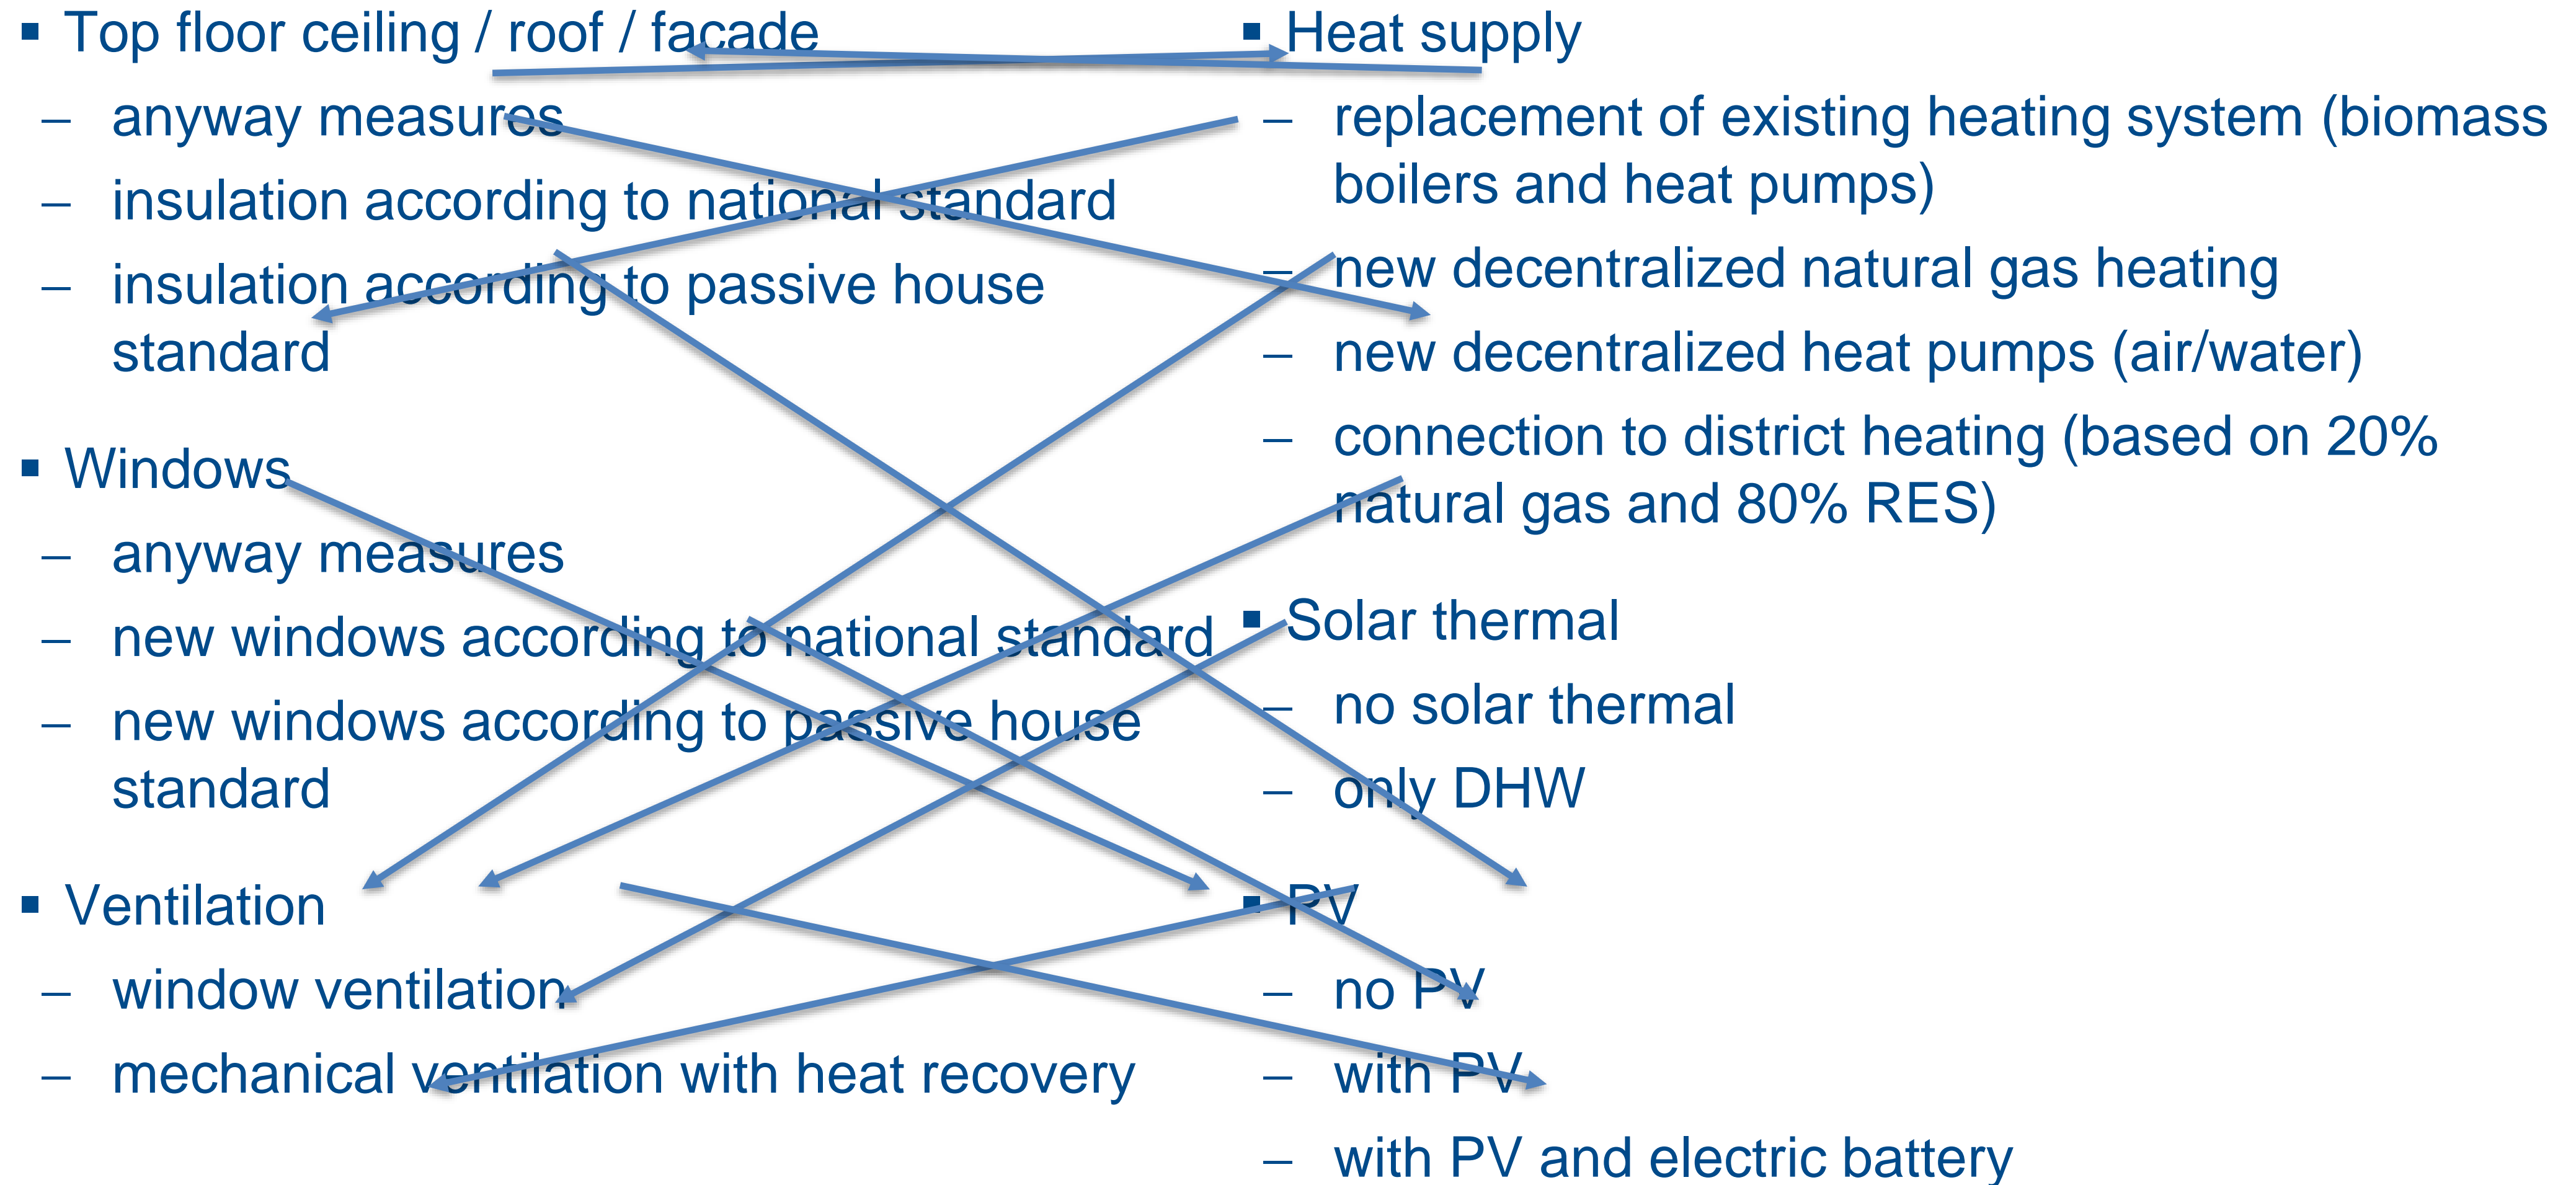 ▪ Top floor ceiling / roof / façade
– anyway measures
– insulation according to national standard
– insulation according to passive house
standard
▪ Windows
– anyway measures
– new windows according to national standard
– new windows according to passive house
standard
▪ Ventilation
– window ventilation
– mechanical ventilation with heat recovery
▪ Heat supply
– replacement of existing heating system (biomass
boilers and heat pumps)
– new decentralized natural gas heating
– new decentralized heat pumps (air/water)
– connection to district heating (based on 20%
natural gas and 80% RES)
▪ Solar thermal
– no solar thermal
– only DHW
▪ PV
– no PV
– with PV
– with PV and electric battery